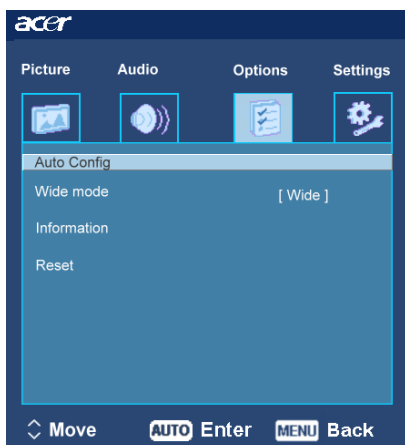 acer
Picture Audio Options Settings
Auto Config
Wide mode [ Wide ]
Information
Reset
Move AUTO Enter MENU Back